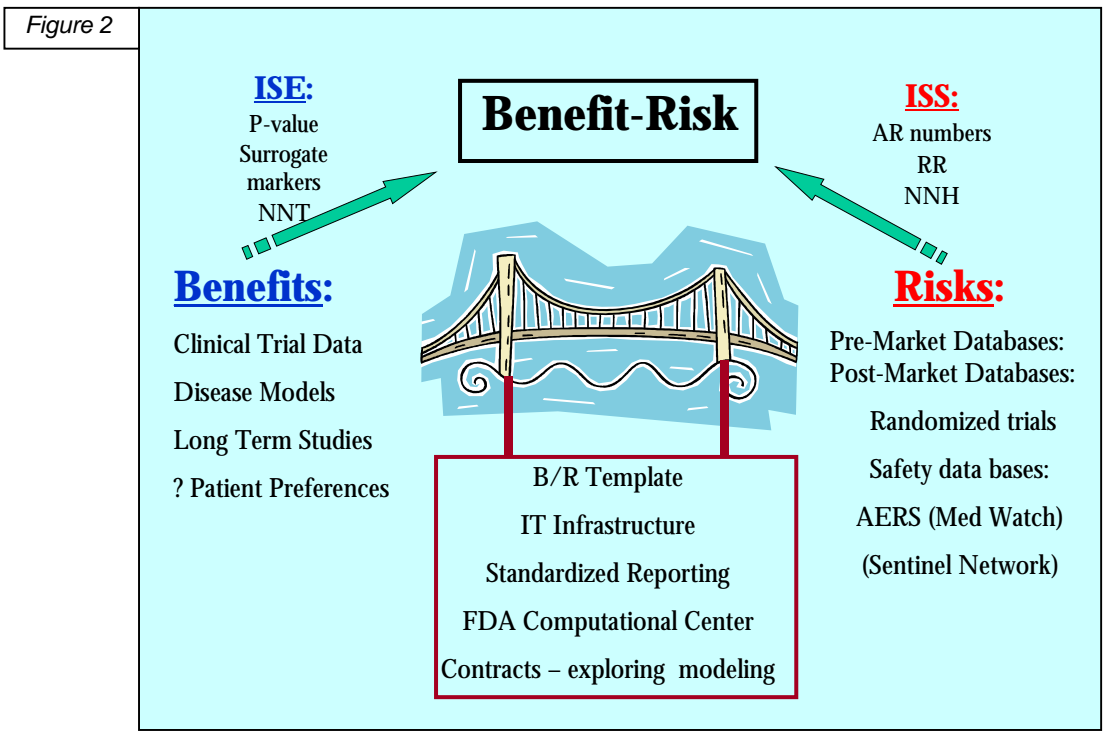 Figure 2
ISE:
P-value
Surrogate
markers
NNT
Benefit-Risk
ISS:
AR numbers
RR
NNH
Benefits:
Clinical Trial Data
Disease Models
Long Term Studies
? Patient Preferences
Risks:
Pre-Market Databases:
Post-Market Databases:
Randomized trials
Safety data bases:
AERS (Med Watch)
(Sentinel Network)
B/R Template
IT Infrastructure
Standardized Reporting
FDA Computational Center
Contracts – exploring modeling